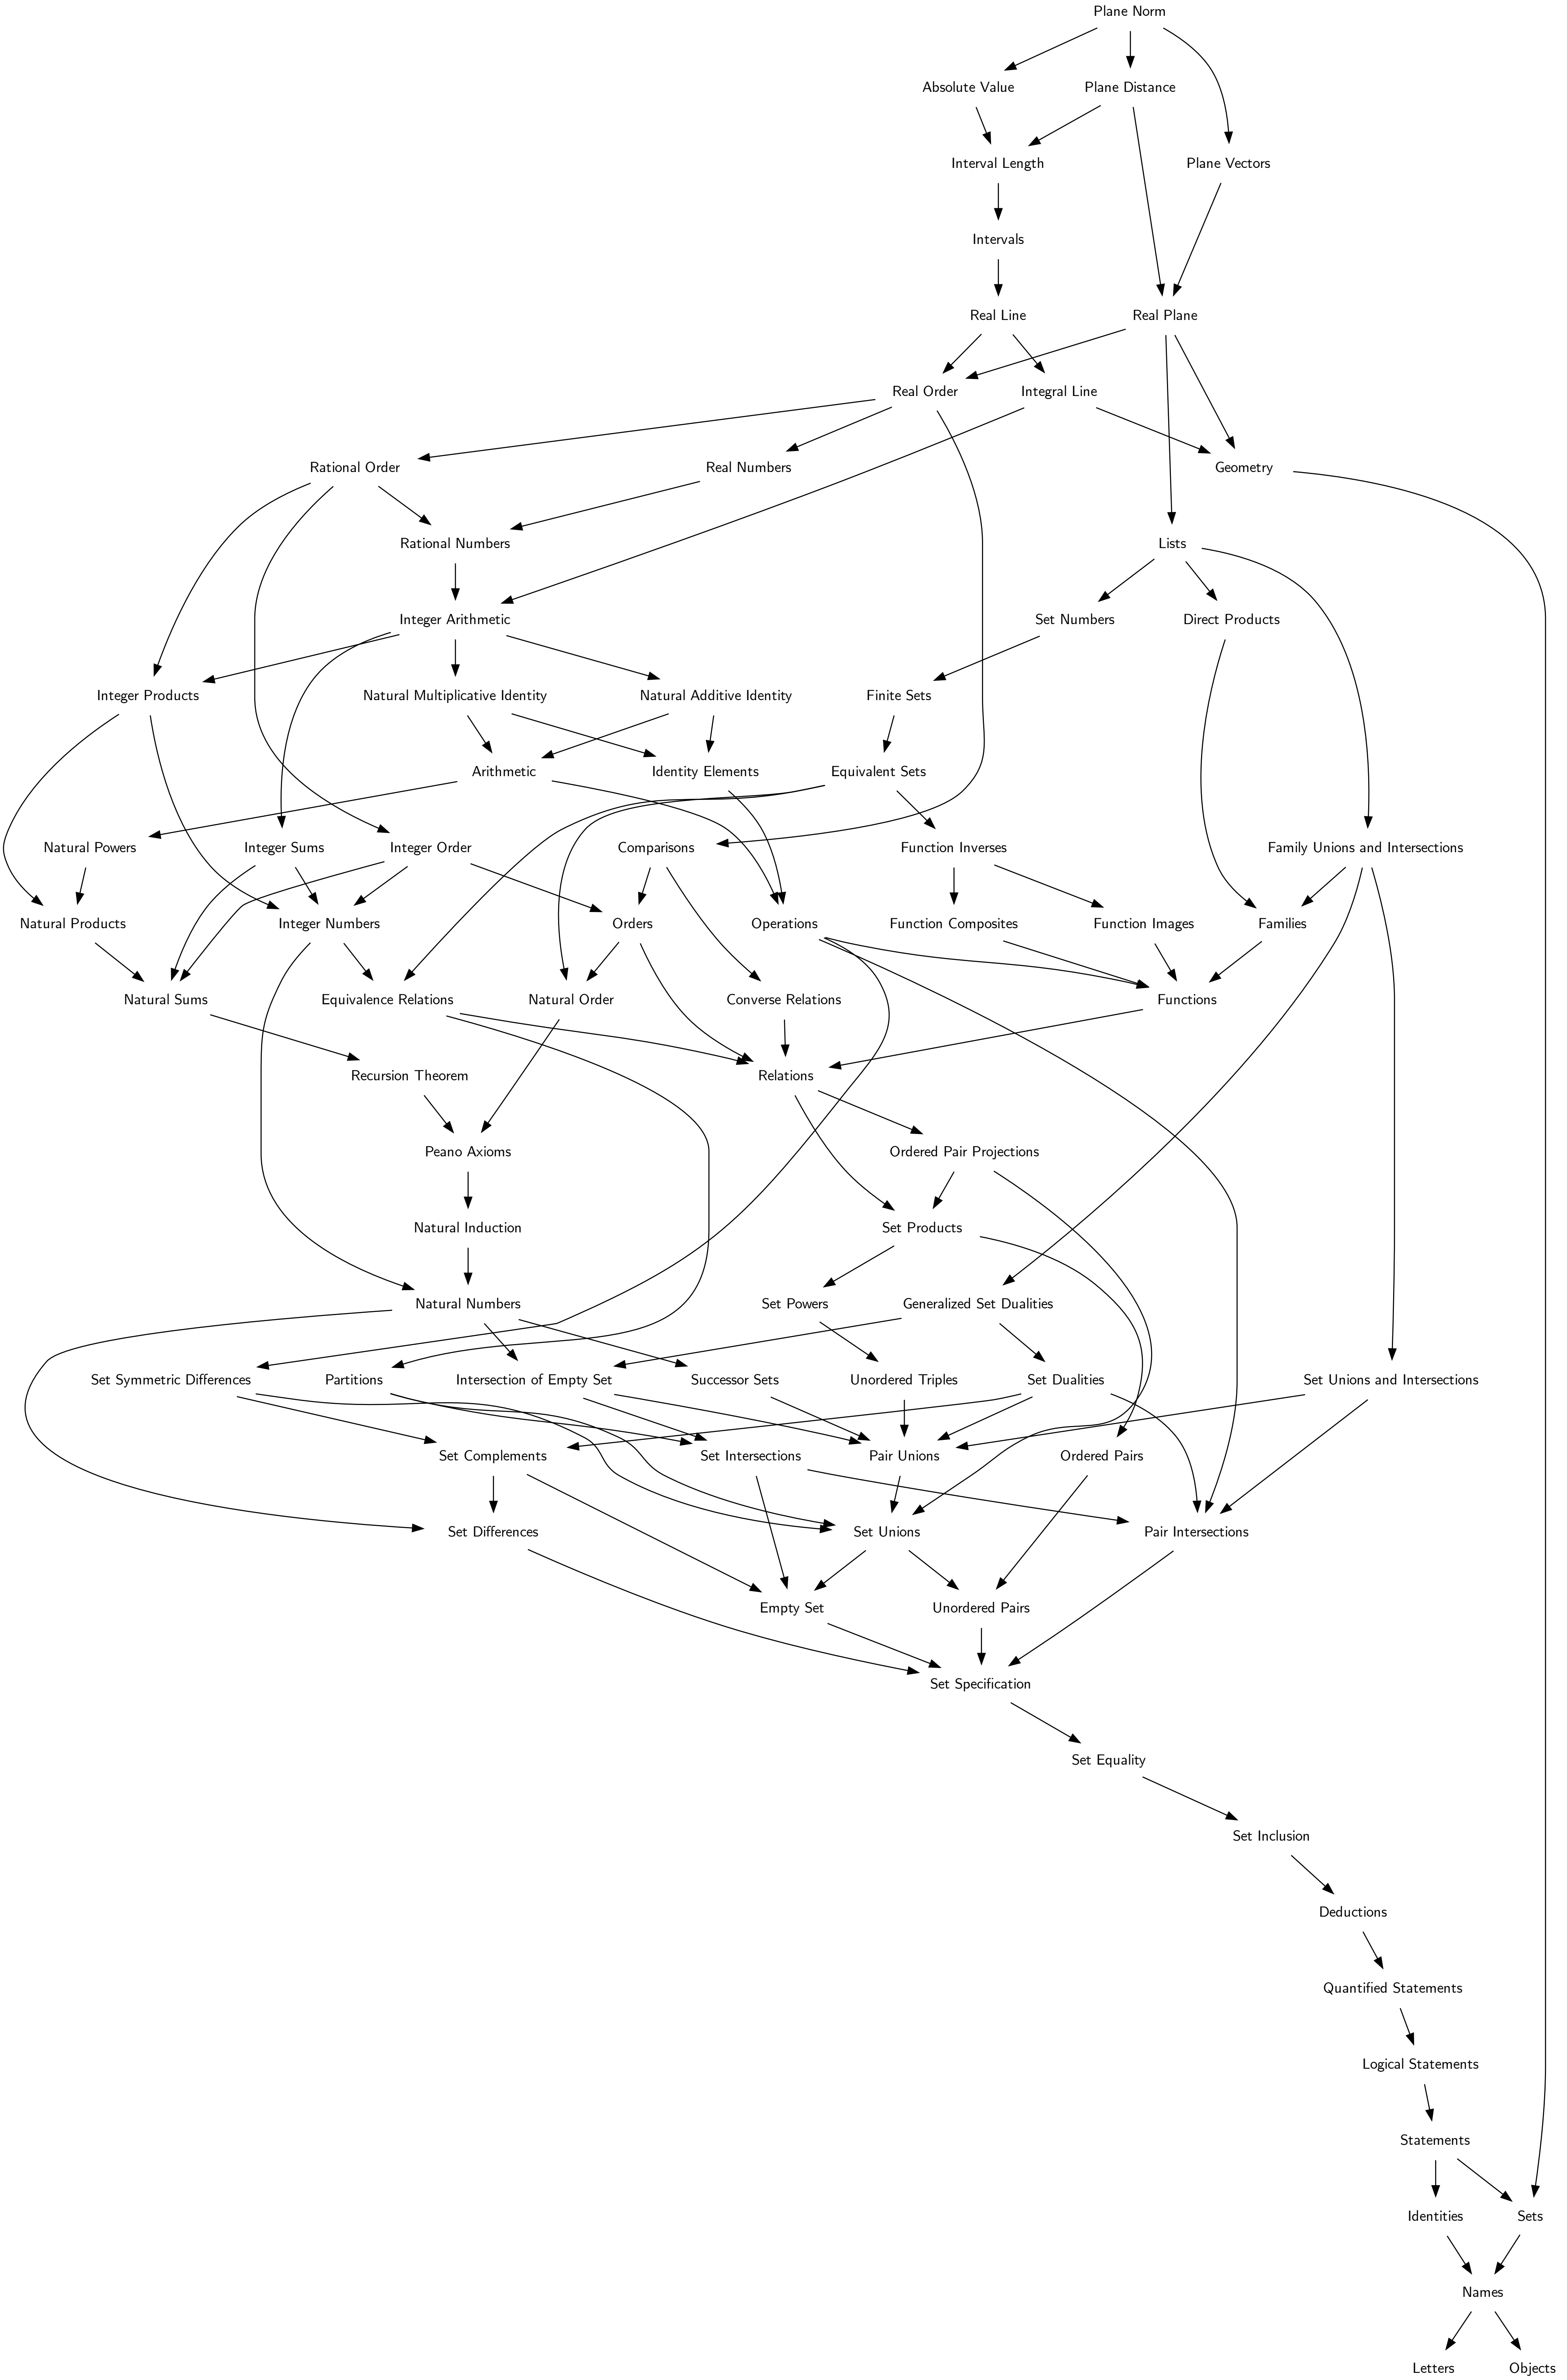 Plane Norm
Absolute Value
Plane Distance
Interval Length
Plane Vectors
Intervals
Real Line
Real Plane
Real Order
Integral Line
Rational Order
Real Numbers
Geometry
Rational Numbers
Lists
Integer Arithmetic
Set Numbers
Direct Products
Integer Products
Natural Multiplicative Identity
Natural Additive Identity
Finite Sets
Arithmetic
Identity Elements
Equivalent Sets
Natural Powers
Integer Sums
Integer Order
Comparisons
Function Inverses
Family Unions and Intersections
Natural Products
Integer Numbers
Orders
Operations
Function Composites
Function Images
Families
Natural Sums
Equivalence Relations
Natural Order
Converse Relations
Functions
Recursion Theorem
Relations
Peano Axioms
Ordered Pair Projections
Natural Induction
Set Products
Natural Numbers
Set Powers
Generalized Set Dualities
Set Symmetric Differences
Partitions
Intersection of Empty Set
Successor Sets
Unordered Triples
Set Dualities
Set Unions and Intersections
Set Complements
Set Intersections
Pair Unions
Ordered Pairs
Set Differences
Set Unions
Pair Intersections
Empty Set
Unordered Pairs
Set Specification
Set Equality
Set Inclusion
Deductions
Quantified Statements
Logical Statements
Statements
Identities
Sets
Names
Letters
Objects